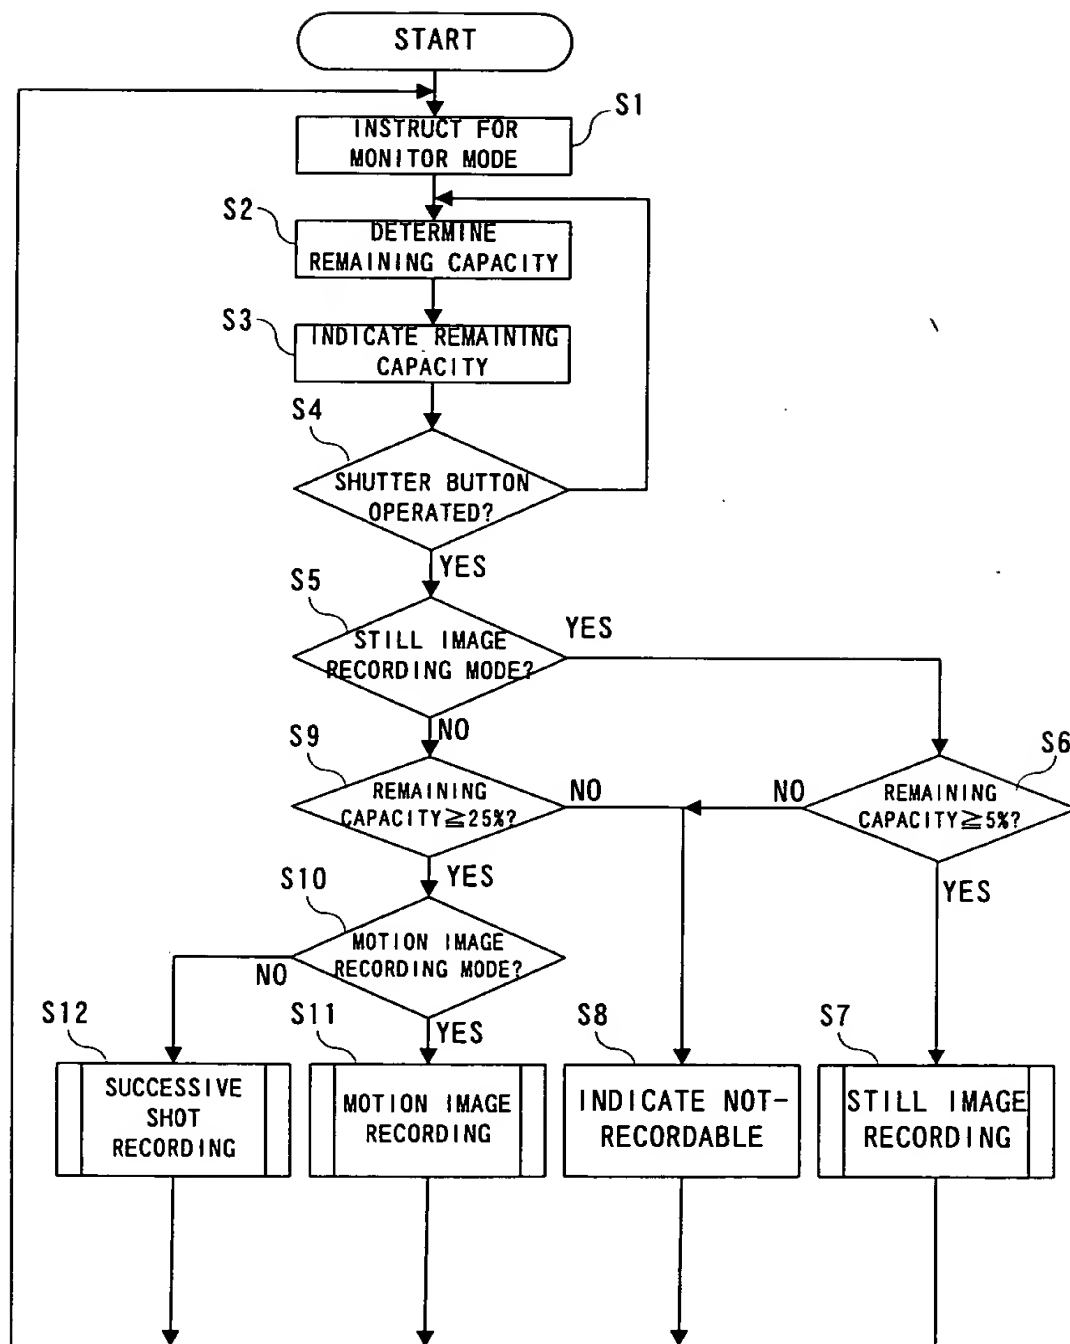 START
S1
INSTRUCT FOR
MONITOR MODE
S2
DETERMINE
REMAINING CAPACITY
S3
INDICATE REMAINING
CAPACITY
S4
SHUTTER BUTTON
OPERATED?
YES
S5
STILL IMAGE
RECORDING MODE?
YES
NO
S9
REMAINING
CAPACITY≧25%?
NO
NO
S6
REMAINING
CAPACITY≧5%?
YES
YES
S10
MOTION IMAGE
RECORDING MODE?
NO
YES
S12
SUCCESSIVE
SHOT
RECORDING
S11
MOTION IMAGE
RECORDING
S8
INDICATE NOT-
RECORDABLE
S7
STILL IMAGE
RECORDING